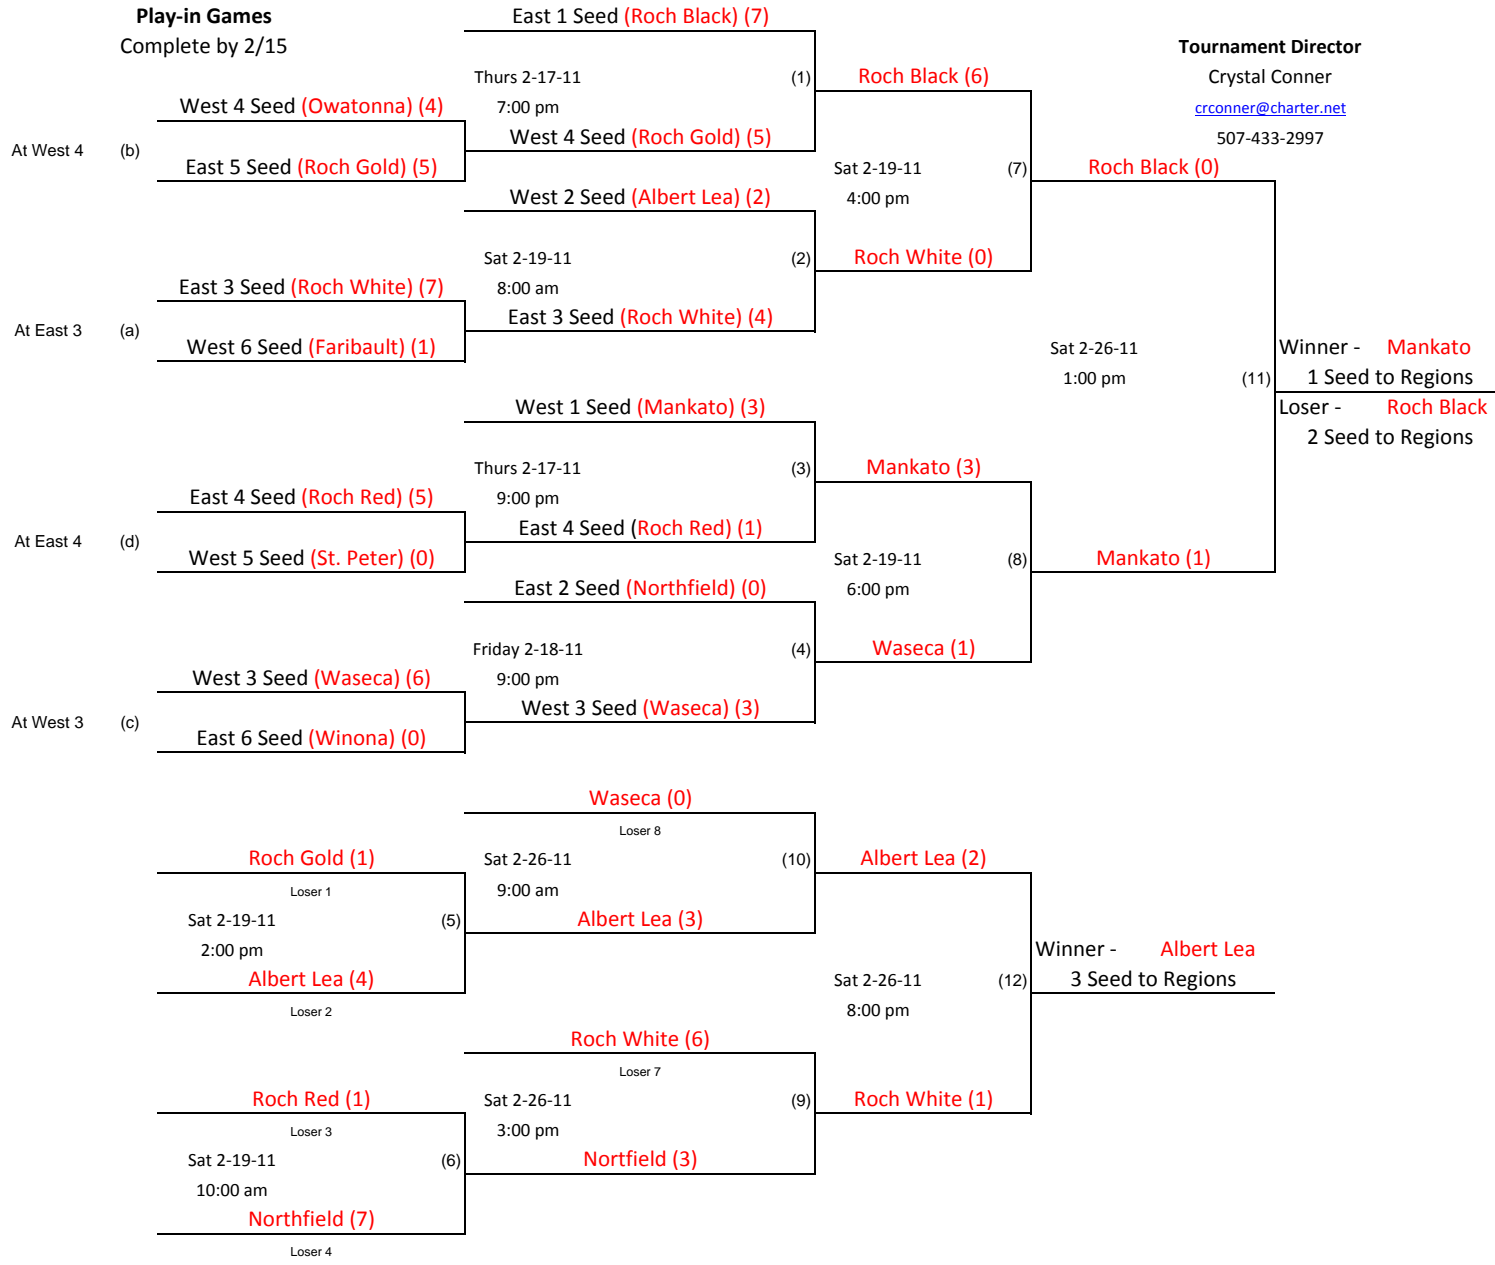 Play-in Games
Complete by 2/15
East 1 Seed (Roch Black) (7)
Tournament Director
Crystal Conner
crconner@charter.net
507-433-2997
Thurs 2-17-11
7:00 pm
(1)
Roch Black (6)
West 4 Seed (Owatonna) (4)
At West 4 (b)
East 5 Seed (Roch Gold) (5)
West 4 Seed (Roch Gold) (5)
Sat 2-19-11
4:00 pm
(7)
Roch Black (0)
West 2 Seed (Albert Lea) (2)
Sat 2-19-11
8:00 am
(2)
Roch White (0)
East 3 Seed (Roch White) (7)
At East 3 (a)
West 6 Seed (Faribault) (1)
East 3 Seed (Roch White) (4)
Sat 2-26-11
1:00 pm
(11)
Winner - Mankato
1 Seed to Regions
Loser - Roch Black
2 Seed to Regions
West 1 Seed (Mankato) (3)
Thurs 2-17-11
9:00 pm
(3)
Mankato (3)
East 4 Seed (Roch Red) (5)
At East 4 (d)
West 5 Seed (St. Peter) (0)
East 4 Seed (Roch Red) (1)
Sat 2-19-11
6:00 pm
(8)
Mankato (1)
East 2 Seed (Northfield) (0)
Friday 2-18-11
9:00 pm
(4)
Waseca (1)
West 3 Seed (Waseca) (6)
At West 3 (c)
East 6 Seed (Winona) (0)
West 3 Seed (Waseca) (3)
Waseca (0)
Loser 8
Roch Gold (1)
Loser 1
Sat 2-26-11
9:00 am
(10)
Albert Lea (2)
Sat 2-19-11
2:00 pm
(5)
Albert Lea (3)
Albert Lea (4)
Loser 2
Sat 2-26-11
8:00 pm
(12)
Winner - Albert Lea
3 Seed to Regions
Roch White (6)
Loser 7
Roch Red (1)
Loser 3
Sat 2-26-11
3:00 pm
(9)
Roch White (1)
Sat 2-19-11
10:00 am
(6)
Nortfield (3)
Northfield (7)
Loser 4